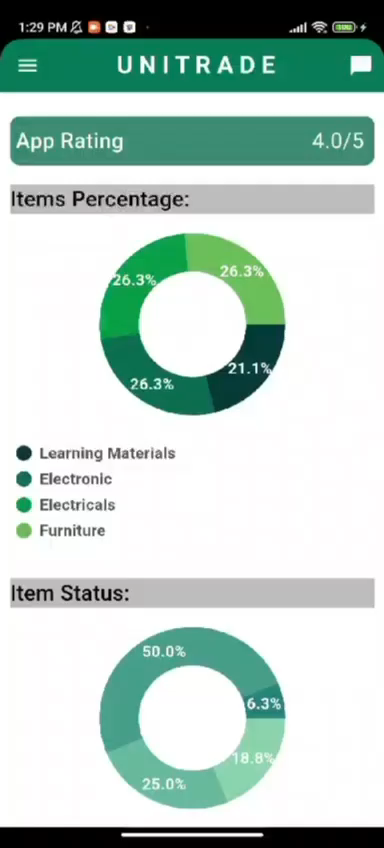 1:29 PM
UNITRADE
App Rating 4.0/5
Items Percentage:
26.3% 26.3%
21.1%
26.3%
Learning Materials
Electronic
Electricals
Furniture
Item Status:
50.0%
6.3%
18.8%
25.0%